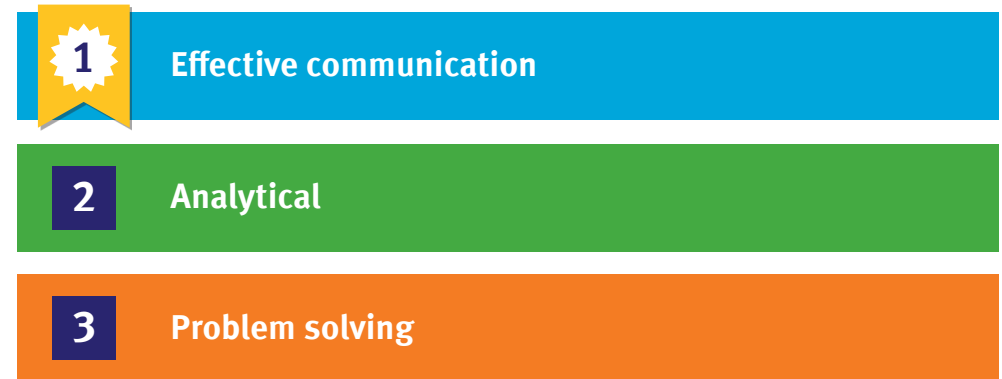 1 Effective communication
2 Analytical
3 Problem solving